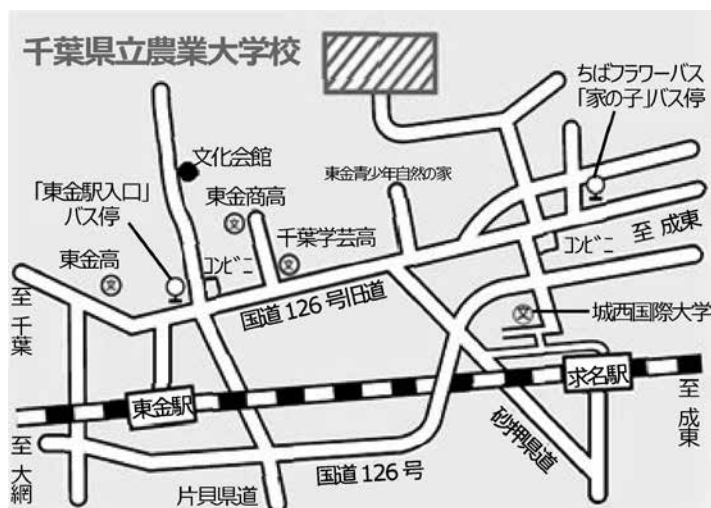 千葉県立農業大学校
ちばフラワーバス
「家の子」バス停
文化会館
東金青少年自然の家
「東金駅入口」
バス停
東金商高
千葉学芸高
コンビニ
至 成東
東金高
コンビニ
至 千葉
国道126号旧道
城西国際大学
東金駅
求名駅
至 成東
砂押県道
至 大網
国道126号
片貝県道
文
文
文
文